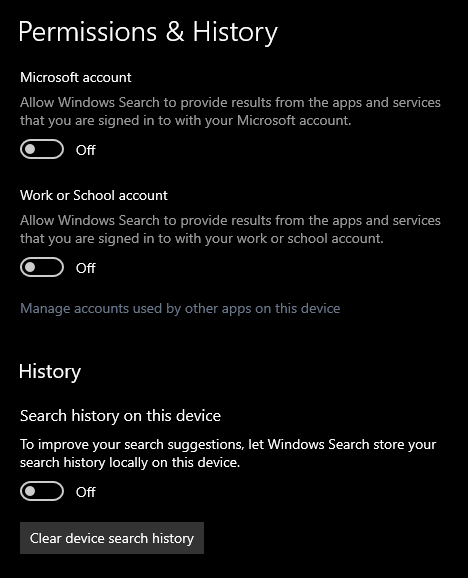 Permissions & History
Microsoft account
Allow Windows Search to provide results from the apps and services
that you are signed in to with your Microsoft account.
Off
Work or School account
Allow Windows Search to provide results from the apps and services
that you are signed in to with your work or school account.
Off
Manage accounts used by other apps on this device
History
Search history on this device
To improve your search suggestions, let Windows Search store your
search history locally on this device.
Off
Clear device search history